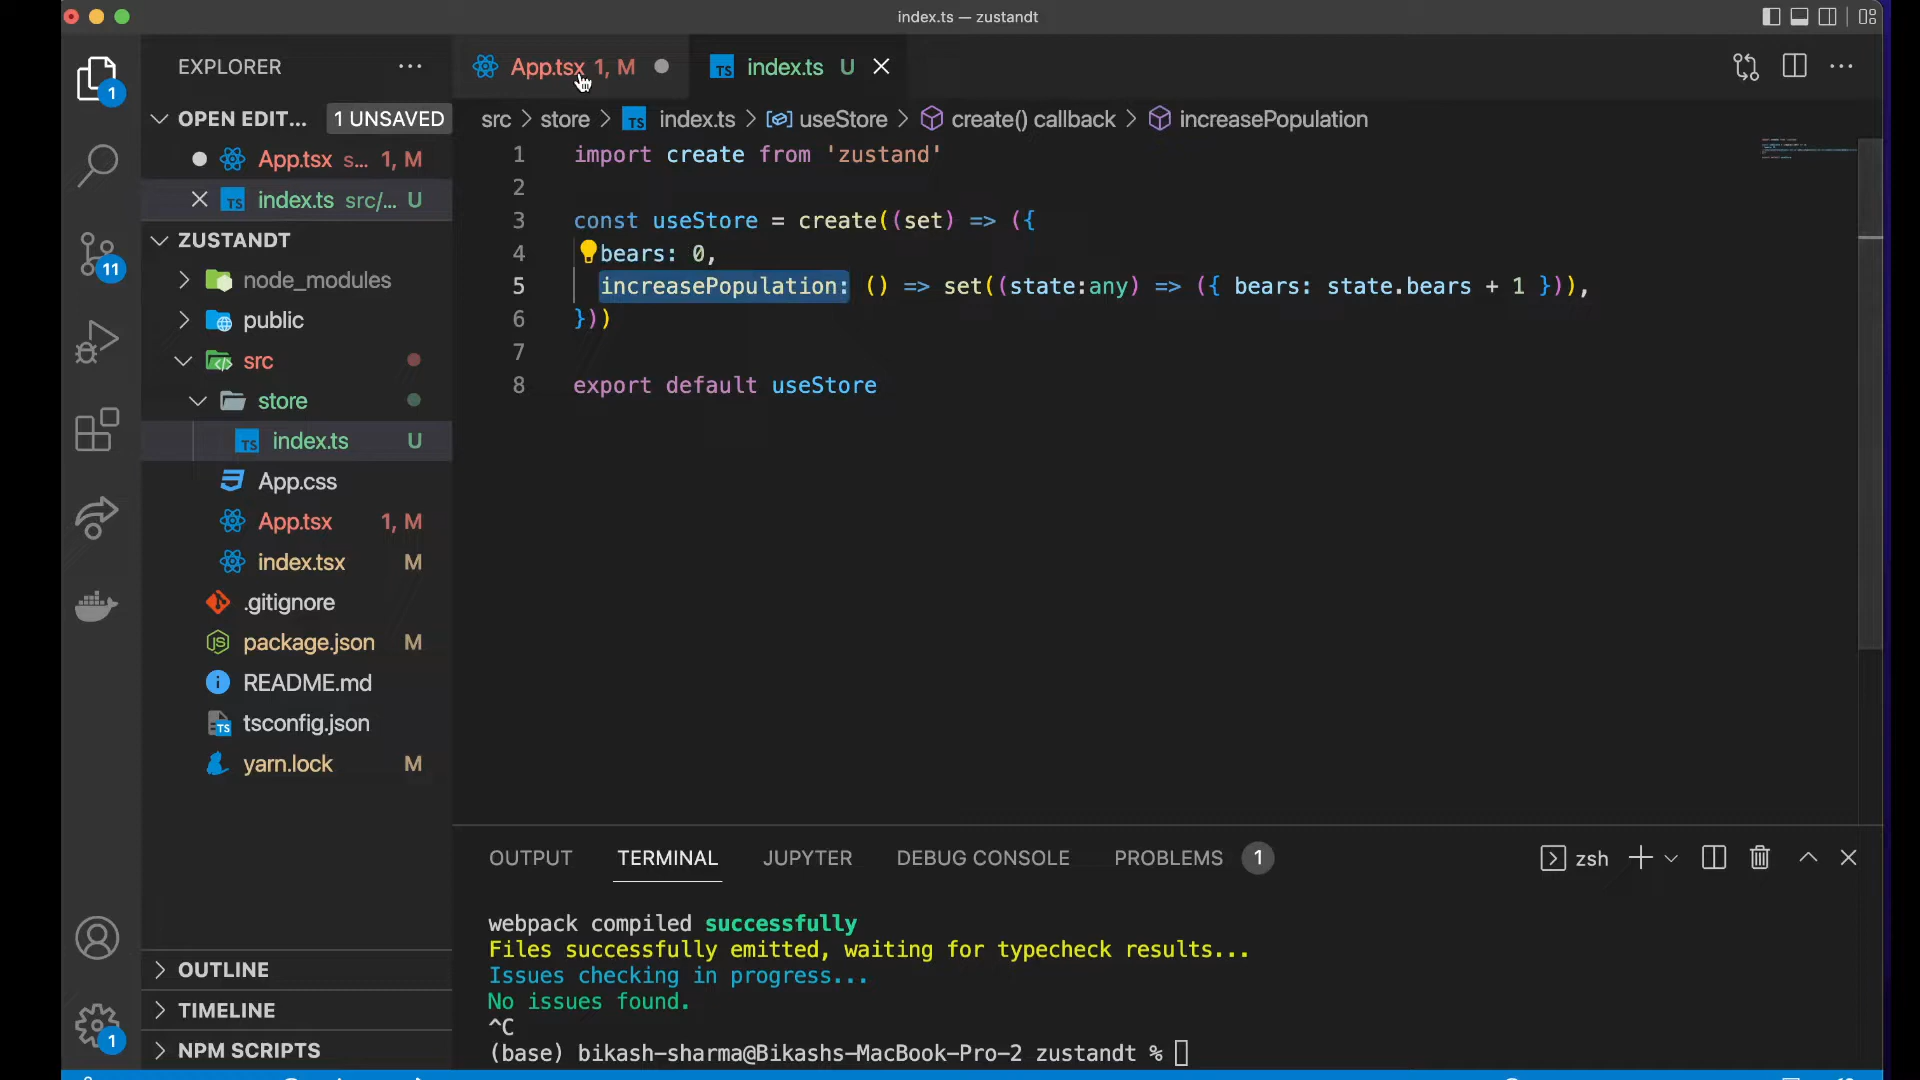 index.ts — zustandt
EXPLORER
App.tsx 1, M
index.ts U
OPEN EDIT... 1 UNSAVED
src > store > TS index.ts > useStore > create() callback > increasePopulation
App.tsx s... 1, M
TS index.ts src/... U
ZUSTANDT
node_modules
public
src
store
TS index.ts U
App.css
App.tsx 1, M
index.tsx M
.gitignore
package.json M
README.md
tsconfig.json
yarn.lock M
OUTLINE
TIMELINE
NPM SCRIPTS
1
11
1
1 import create from 'zustand'
2
3 const useStore = create((set) => ({
4 bears: 0,
5 increasePopulation: () => set((state:any) => ({ bears: state.bears + 1 })),
6 }))
7
8 export default useStore
OUTPUT TERMINAL JUPYTER DEBUG CONSOLE PROBLEMS 1 zsh
webpack compiled successfully
Files successfully emitted, waiting for typecheck results...
Issues checking in progress...
No issues found.
^C
(base) bikash-sharma@Bikashs-MacBook-Pro-2 zustandt %